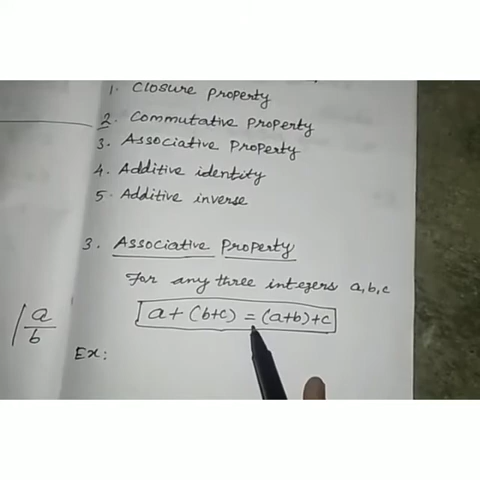 1. Closure property
2. Commutative property
3. Associative property
4. Additive identity
5. Additive inverse
3. Associative Property
For any three integers a,b,c
a+(b+c) = (a+b)+c
a
b
Ex: